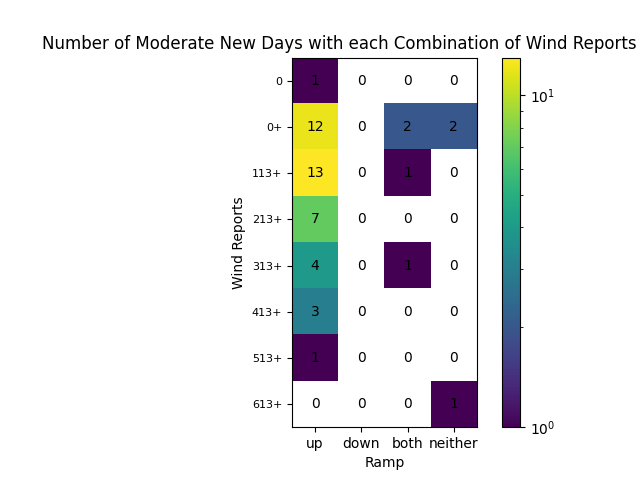 Number of Moderate New Days with each Combination of Wind Reports
0 1 0 0 0
0+ 12 0 2 2
113+ 13 0 1 0
213+ 7 0 0 0
313+ 4 0 1 0
413+ 3 0 0 0
513+ 1 0 0 0
613+ 0 0 0 1
up down both neither
Ramp
Wind Reports
10¹
10⁰